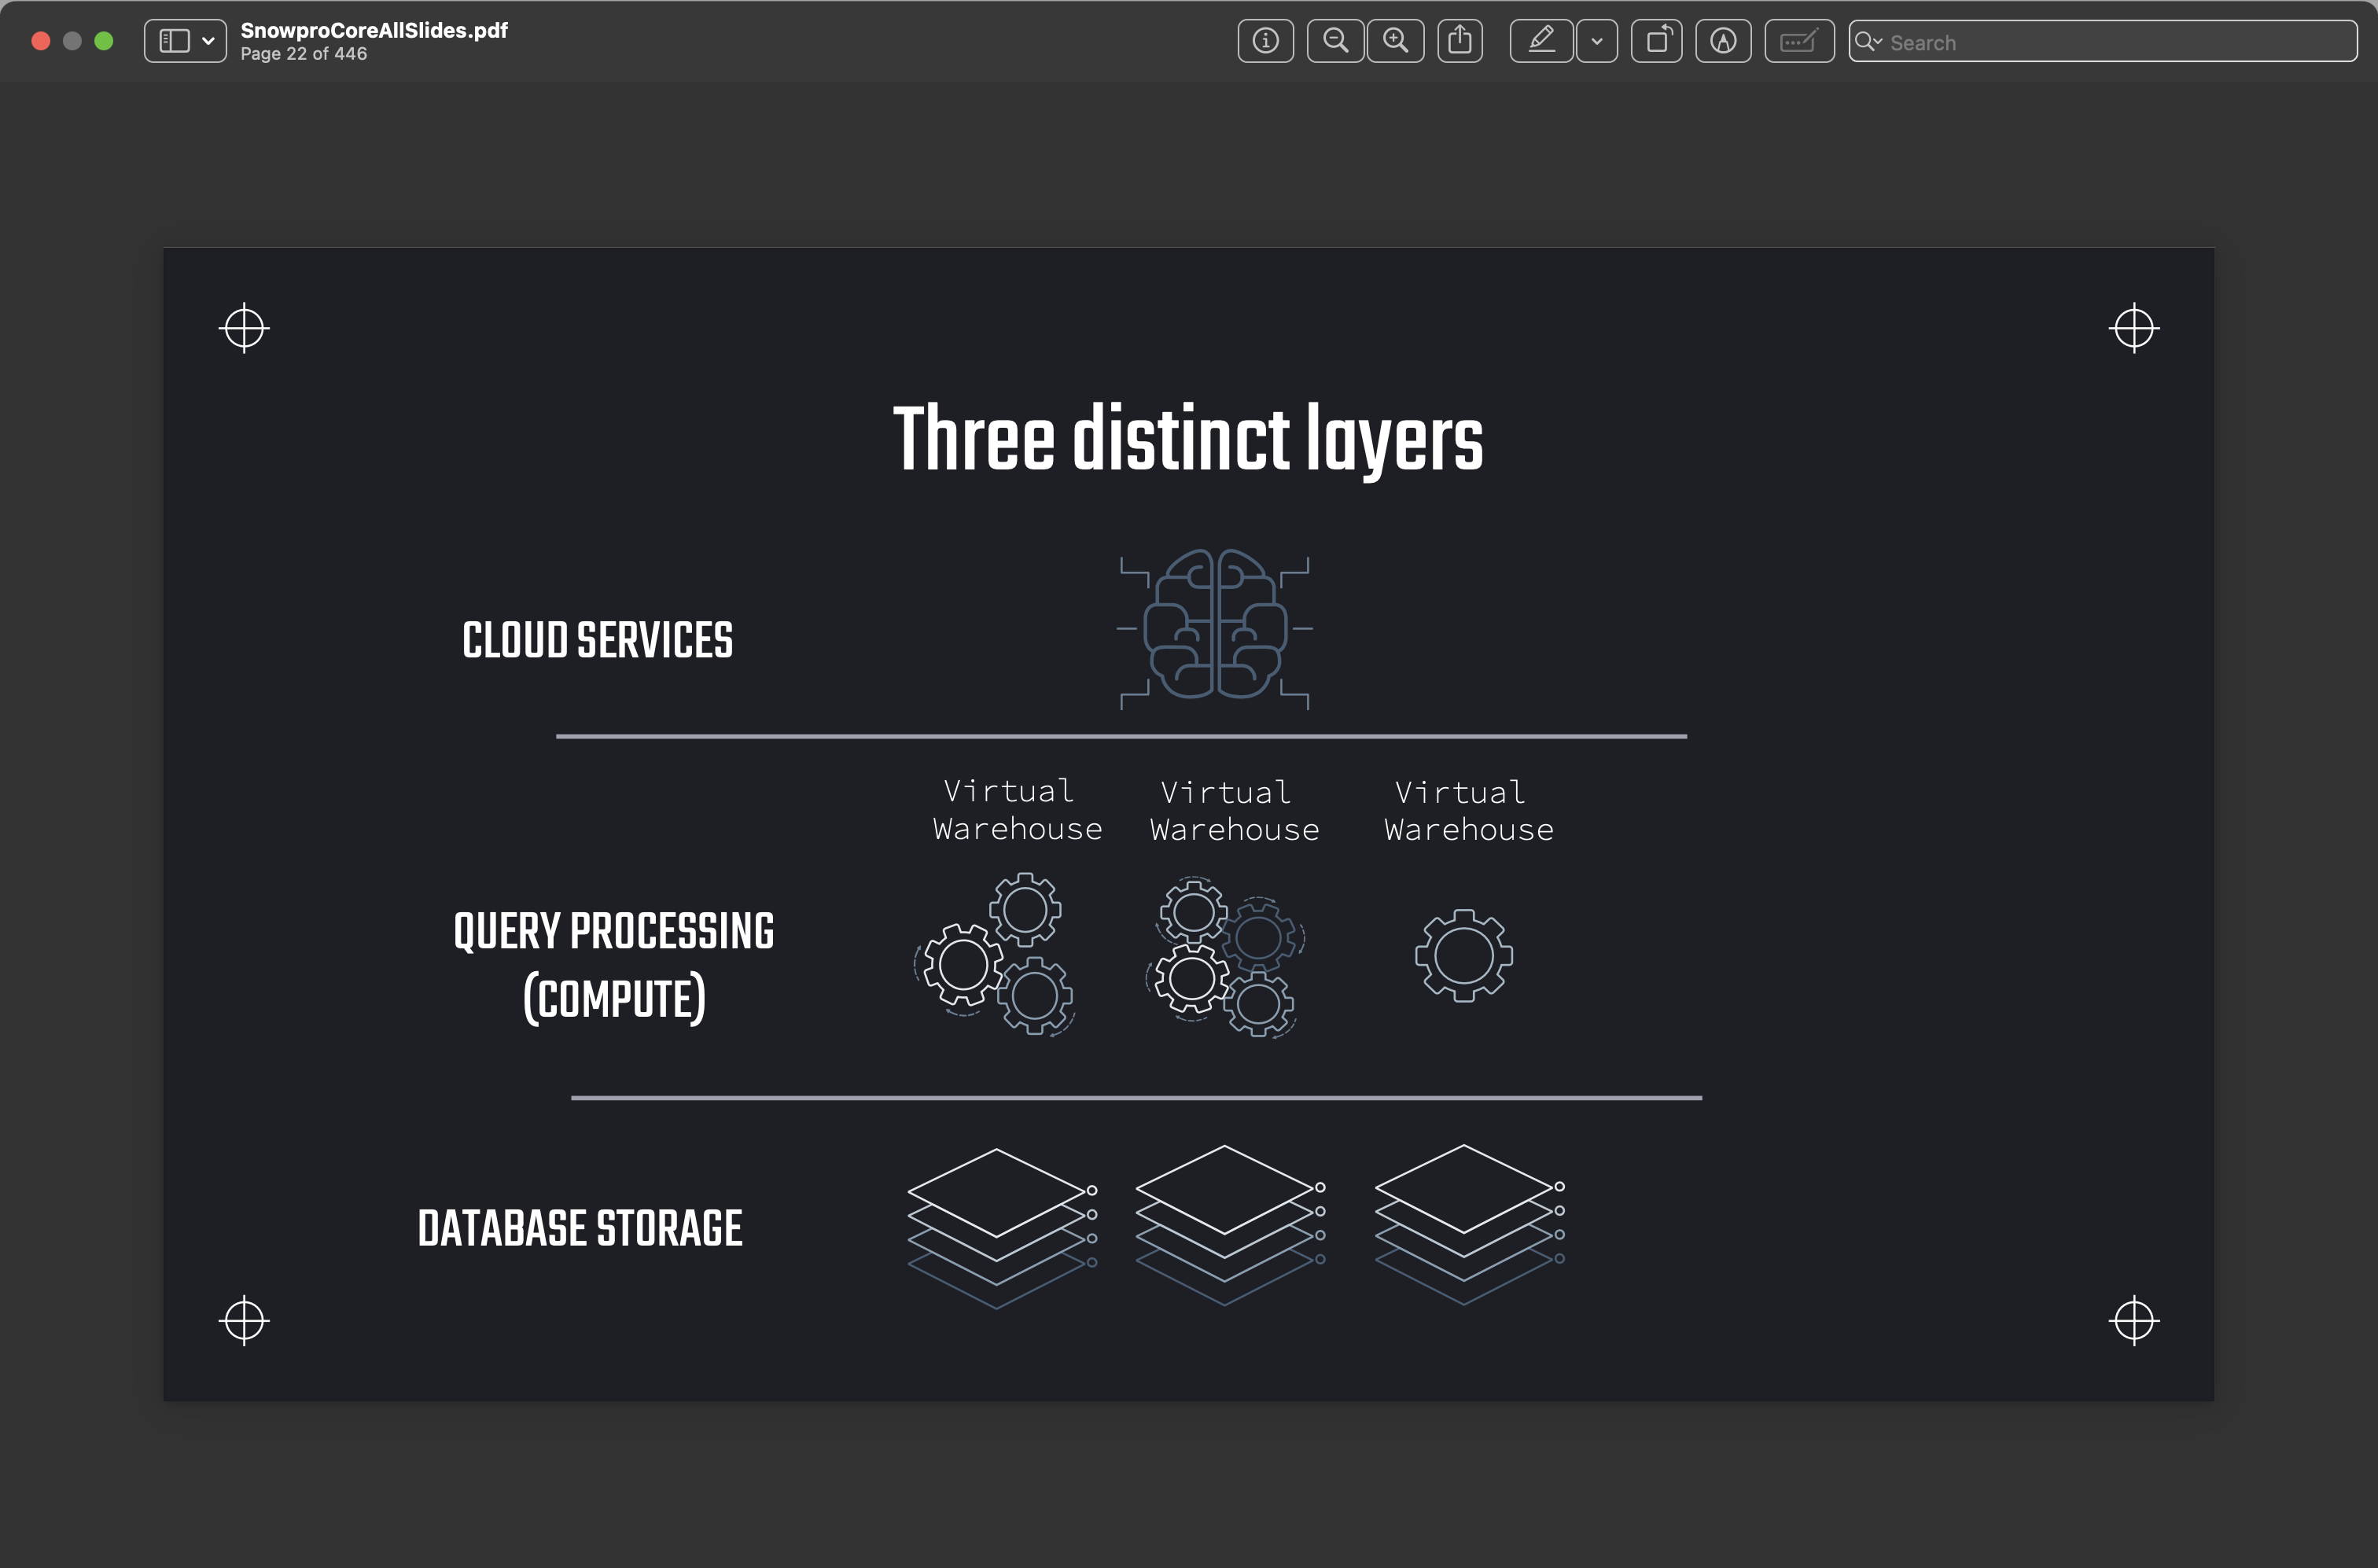 SnowproCoreAllSlides.pdf
Page 22 of 446
Search
Three distinct layers
CLOUD SERVICES
Virtual
Warehouse
Virtual
Warehouse
Virtual
Warehouse
QUERY PROCESSING
(COMPUTE)
DATABASE STORAGE